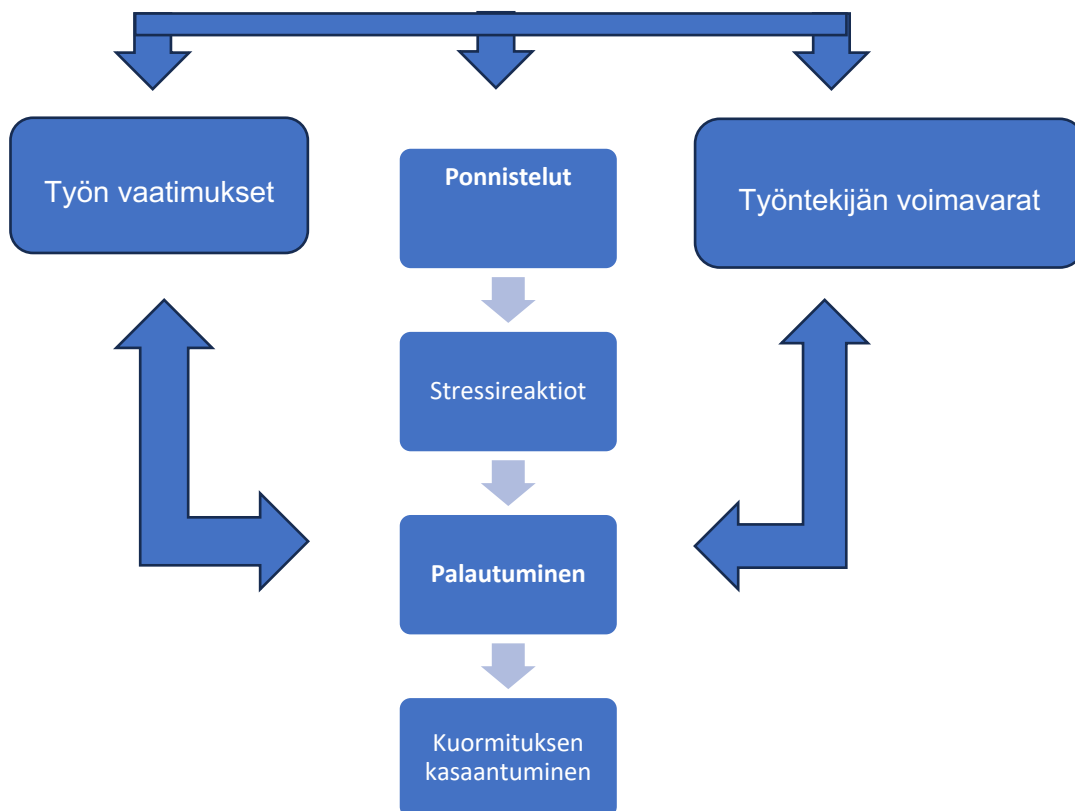 Työn vaatimukset
Ponnistelut
Työntekijän voimavarat
Stressireaktiot
Palautuminen
Kuormituksen
kasaantuminen